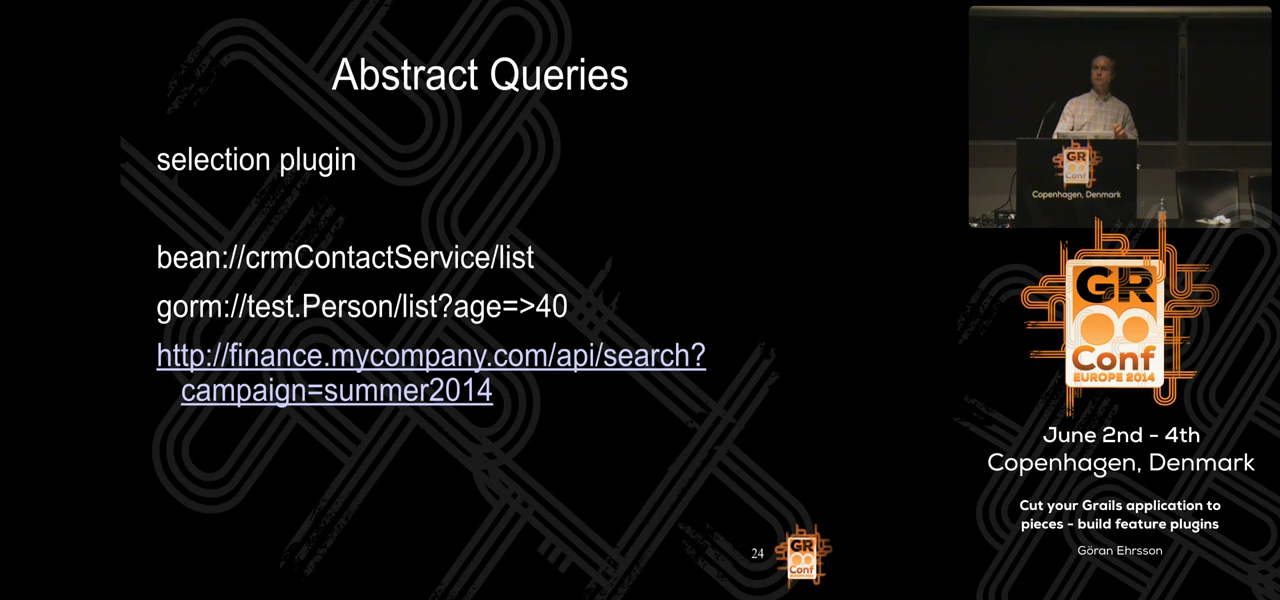 Abstract Queries
selection plugin
bean://crmContactService/list
gorm://test.Person/list?age=>40
http://finance.mycompany.com/api/search?
campaign=summer2014
24
GR
Conf
EUROPE 2014
GR
Conf
Copenhagen, Denmark
GR
Conf
EUROPE 2014
June 2nd - 4th
Copenhagen, Denmark
Cut your Grails application to
pieces - build feature plugins
Göran Ehrsson